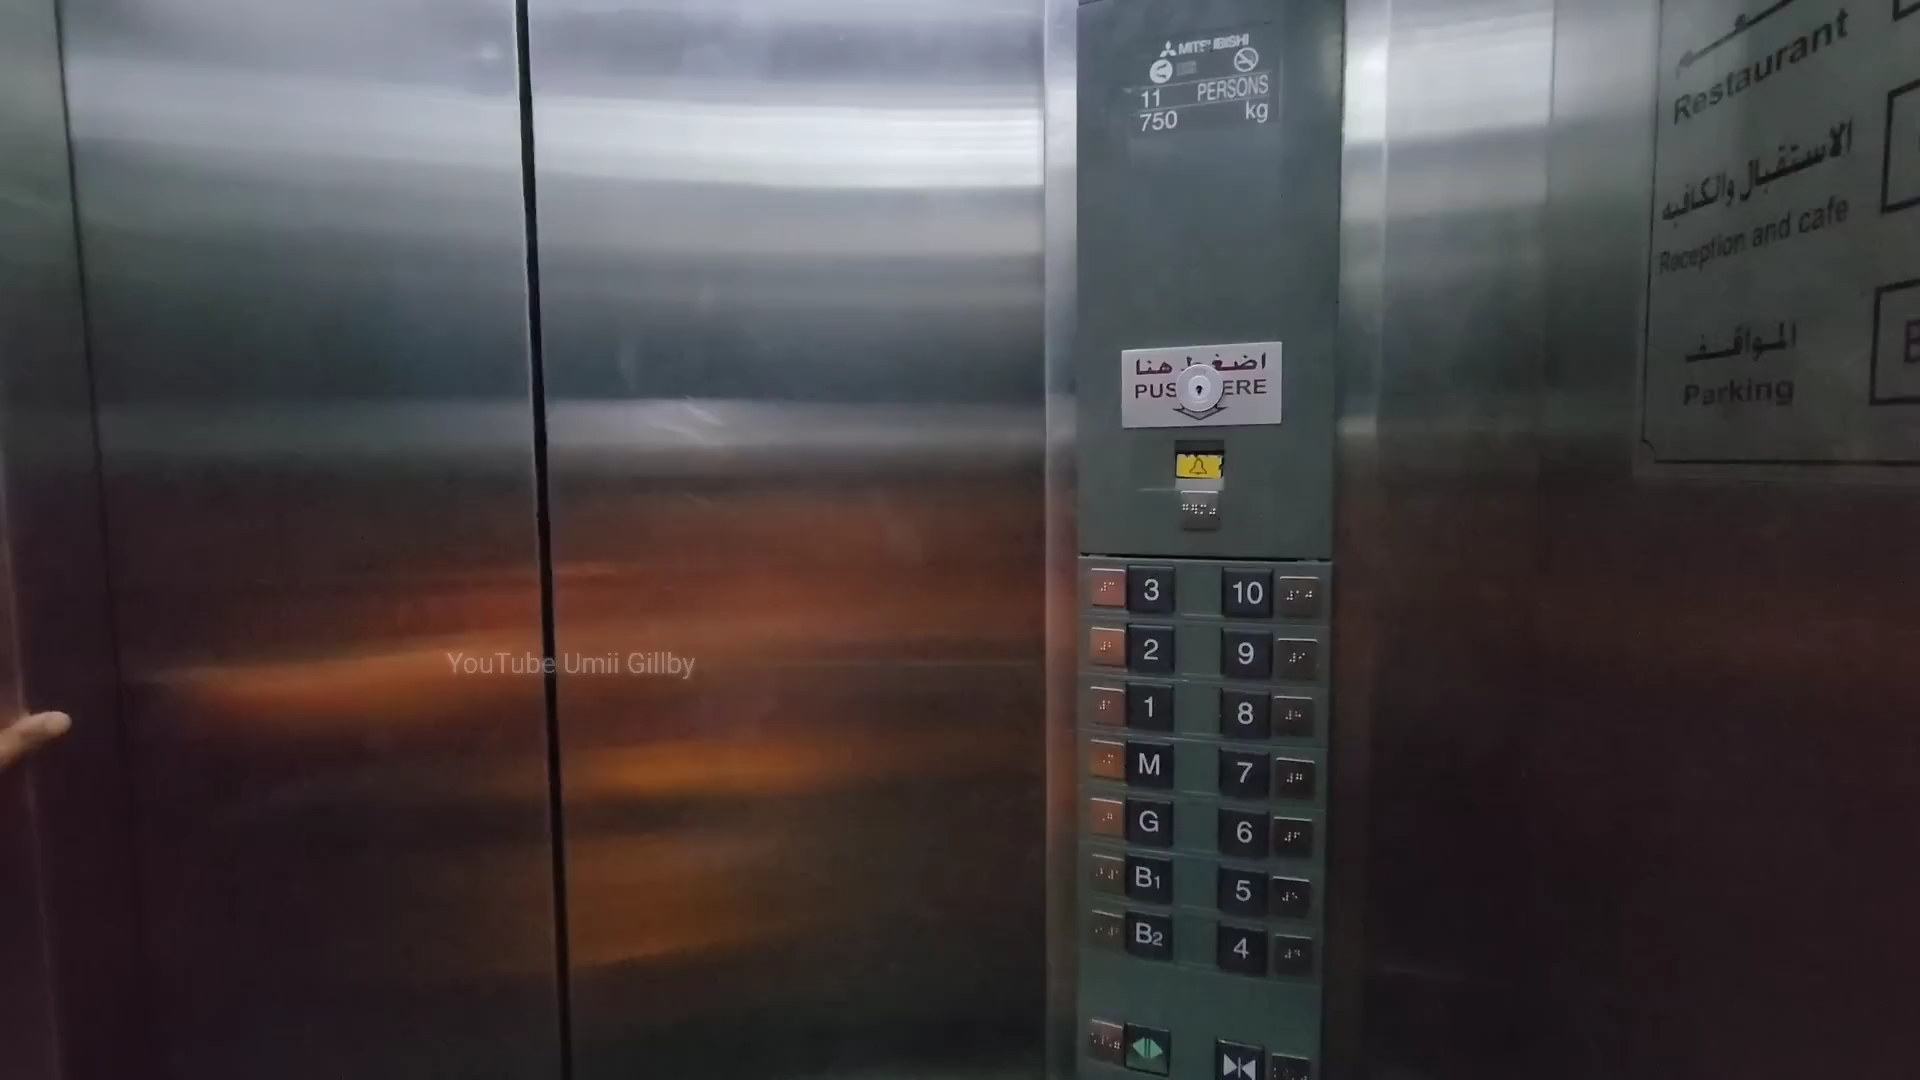 MITSUBISHI
11 PERSONS
750 kg
اضغط هنا
PUSH HERE
3 10
2 9
1 8
M 7
G 6
B1 5
B2 4
Restaurant
الاستقبال والكافيه
Reception and cafe
المواقف
Parking
B
YouTube Umii Gillby